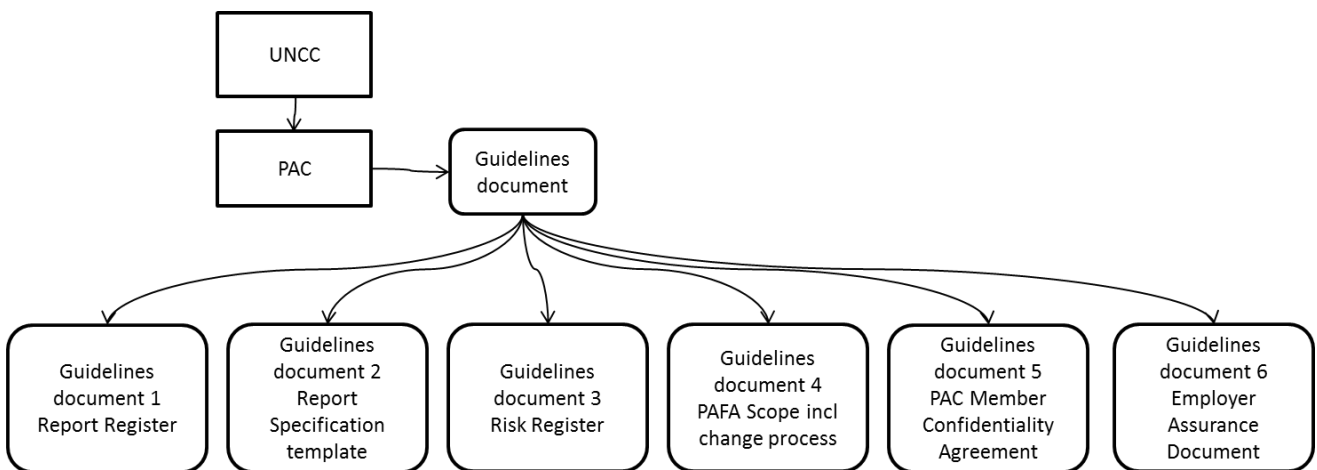 UNCC
PAC
Guidelines
document
Guidelines
document 1
Report Register
Guidelines
document 2
Report
Specification
template
Guidelines
document 3
Risk Register
Guidelines
document 4
PAFA Scope incl
change process
Guidelines
document 5
PAC Member
Confidentiality
Agreement
Guidelines
document 6
Employer
Assurance
Document